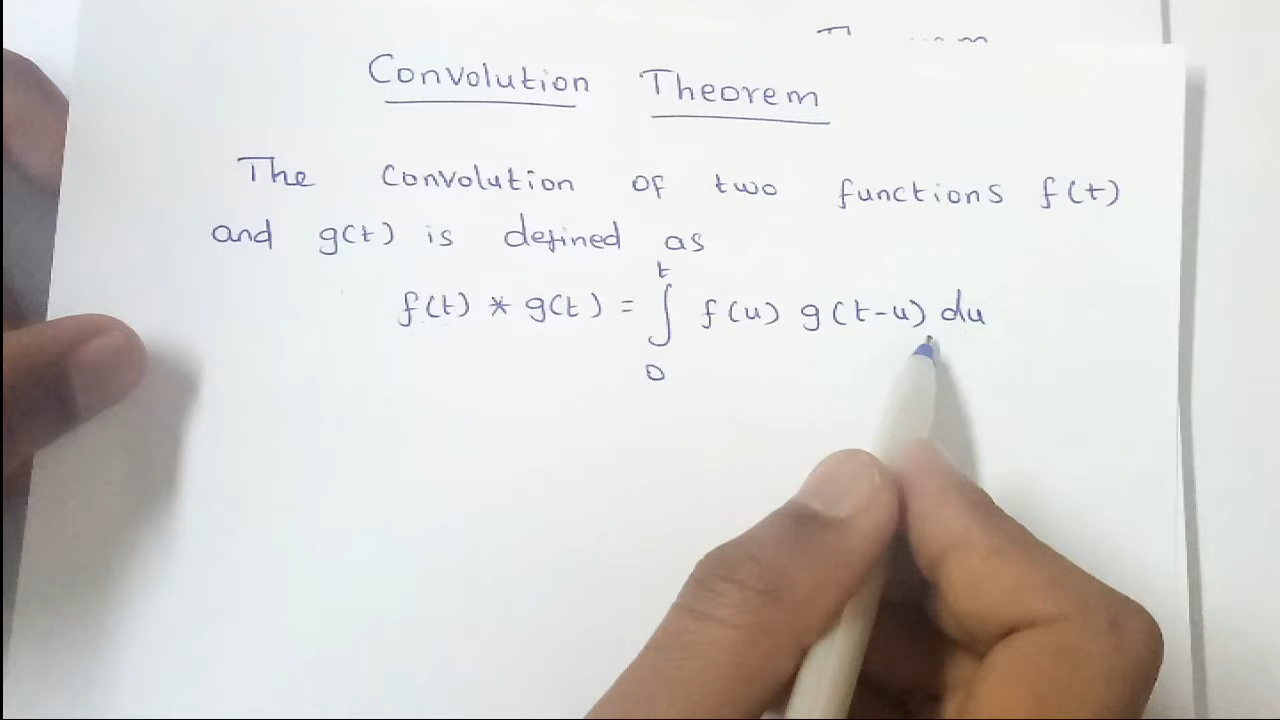 Convolution Theorem
The convolution of two functions f(t)
and g(t) is defined as
f(t) * g(t) = ∫₀ᵗ f(u) g(t-u) du